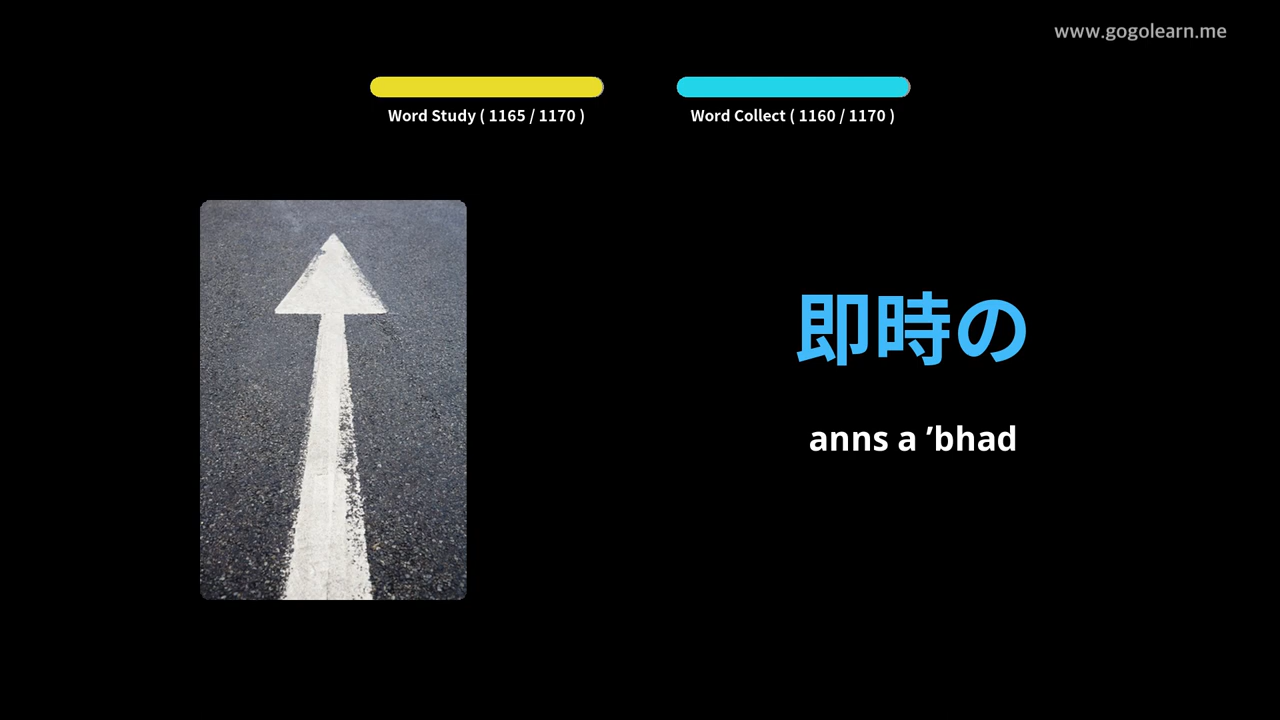 www.gogolearn.me
Word Study ( 1165 / 1170 )
Word Collect ( 1160 / 1170 )
即時の
anns a ’bhad